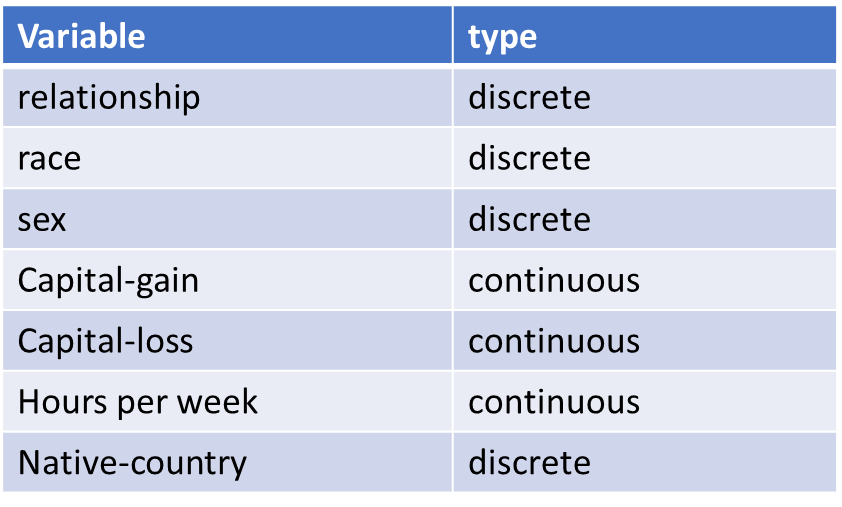 Variable type
relationship discrete
race discrete
sex discrete
Capital-gain continuous
Capital-loss continuous
Hours per week continuous
Native-country discrete